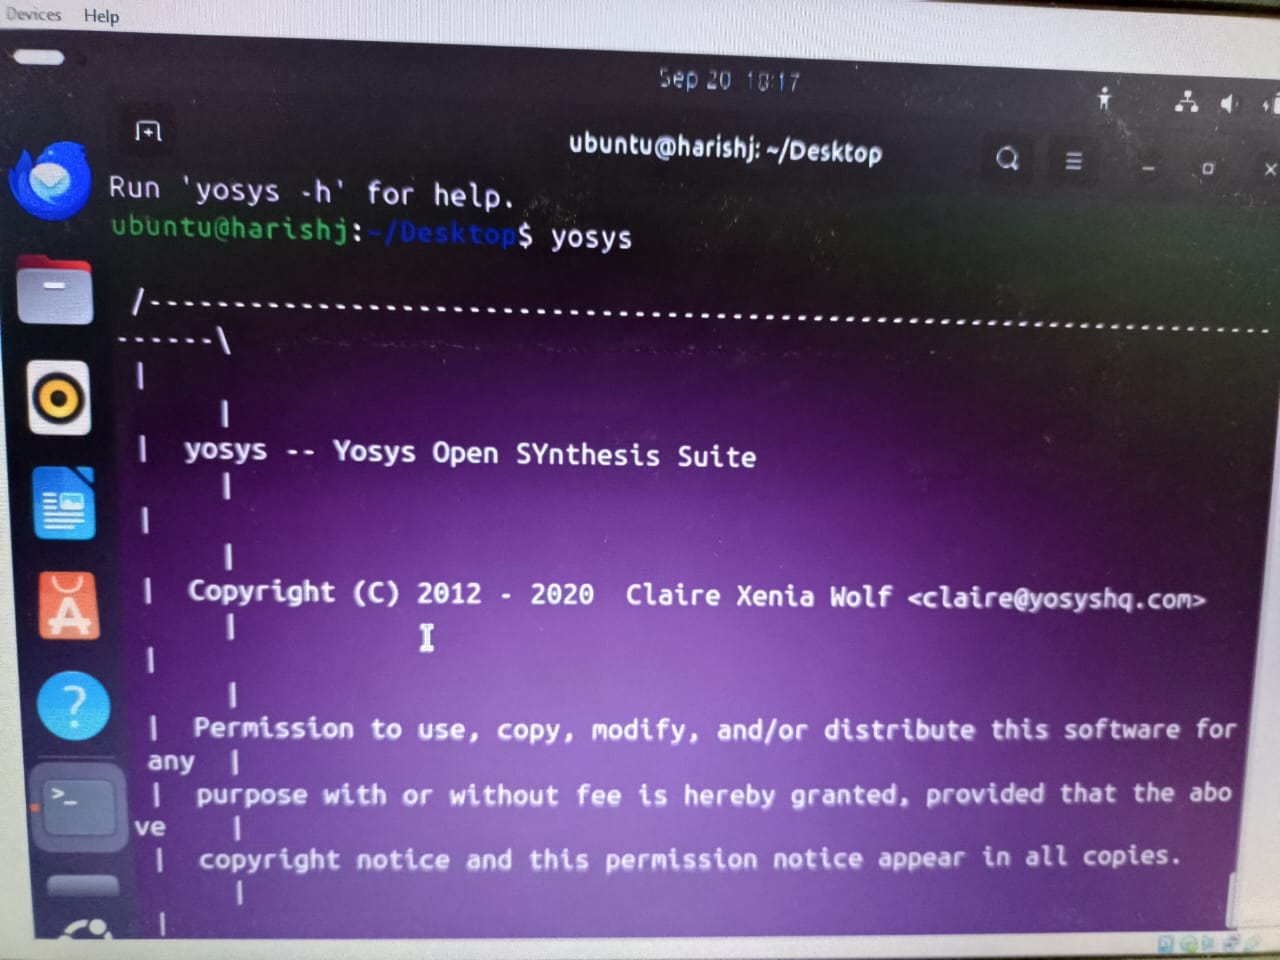 Devices Help
Sep 20 18:17
ubuntu@harishj: ~/Desktop
Run 'yosys -h' for help.
ubuntu@harishj:~/Desktop$ yosys
/-----------------------------------------------------------------------
------\
|
|
| yosys -- Yosys Open SYnthesis Suite
|
|
|
| Copyright (C) 2012 - 2020 Claire Xenia Wolf <claire@yosyshq.com>
|
|
|
| Permission to use, copy, modify, and/or distribute this software for
any |
| purpose with or without fee is hereby granted, provided that the abo
ve |
| copyright notice and this permission notice appear in all copies.
|
|